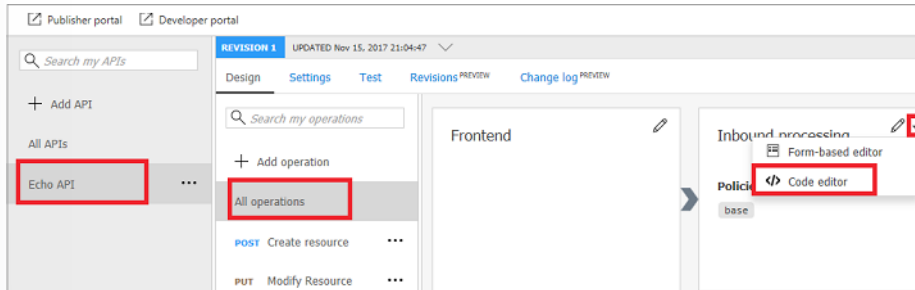 Publisher portal Developer portal
Search my APIs
Add API
All APIs
Echo API
REVISION 1 UPDATED Nov 15, 2017 21:04:47
Design Settings Test Revisions PREVIEW Change log PREVIEW
Search my operations
Add operation
All operations
POST Create resource
PUT Modify Resource
Frontend
Inbound processing
Form-based editor
</> Code editor
Policie
base